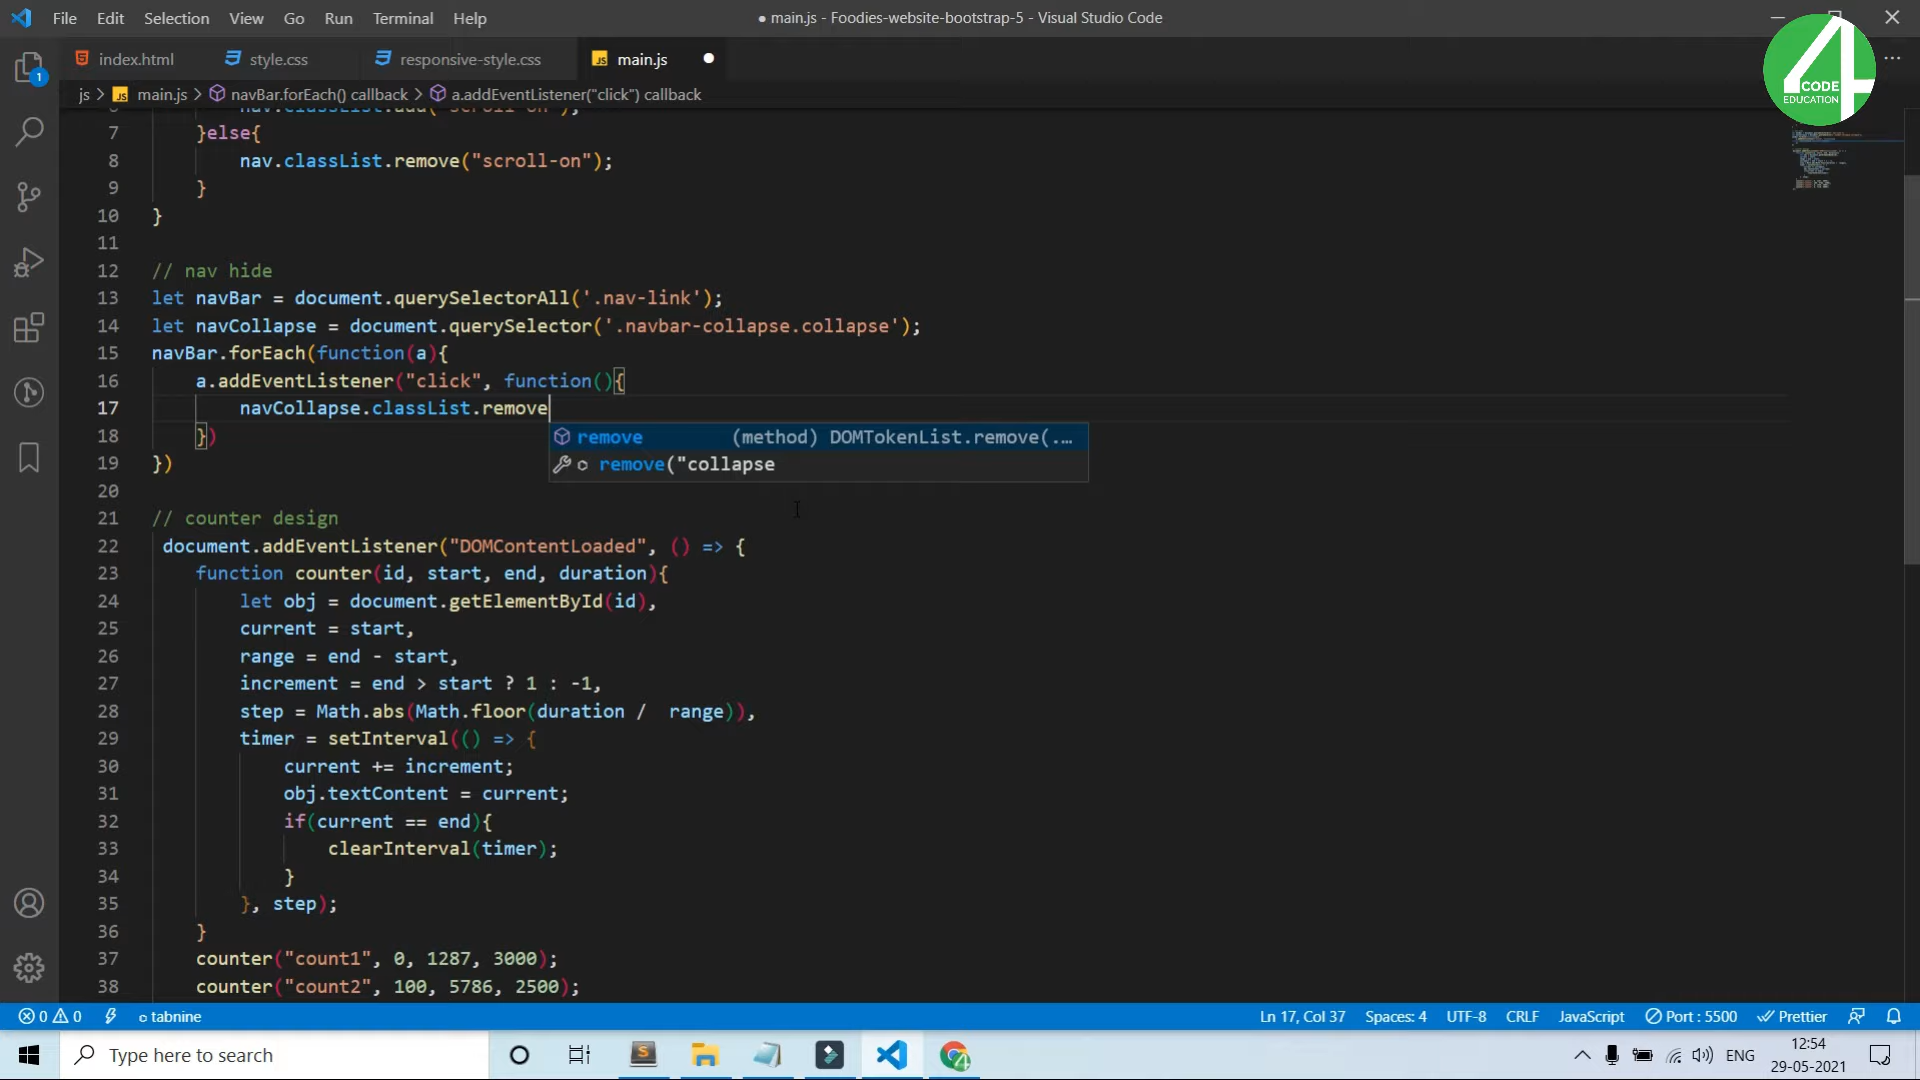 File Edit Selection View Go Run Terminal Help
● main.js - Foodies-website-bootstrap-5 - Visual Studio Code
index.html style.css responsive-style.css JS main.js
4
CODE
EDUCATION
1
js > JS main.js > navBar.forEach() callback > a.addEventListener("click") callback
7 }else{
8 nav.classList.remove("scroll-on");
9 }
10 }
11
12 // nav hide
13 let navBar = document.querySelectorAll('.nav-link');
14 let navCollapse = document.querySelector('.navbar-collapse.collapse');
15 navBar.forEach(function(a){
16 a.addEventListener("click", function(){
17 navCollapse.classList.remove
18 })
remove (method) DOMTokenList.remove(.…
19 })
remove("collapse
20
21 // counter design
22 document.addEventListener("DOMContentLoaded", () => {
23 function counter(id, start, end, duration){
24 let obj = document.getElementById(id),
25 current = start,
26 range = end - start,
27 increment = end > start ? 1 : -1,
28 step = Math.abs(Math.floor(duration / range)),
29 timer = setInterval(() => {
30 current += increment;
31 obj.textContent = current;
32 if(current == end){
33 clearInterval(timer);
34 }
35 }, step);
36 }
37 counter("count1", 0, 1287, 3000);
38 counter("count2", 100, 5786, 2500);
0 0 tabnine Ln 17, Col 37 Spaces: 4 UTF-8 CRLF JavaScript Port : 5500 Prettier
Type here to search
ENG
12:54
29-05-2021